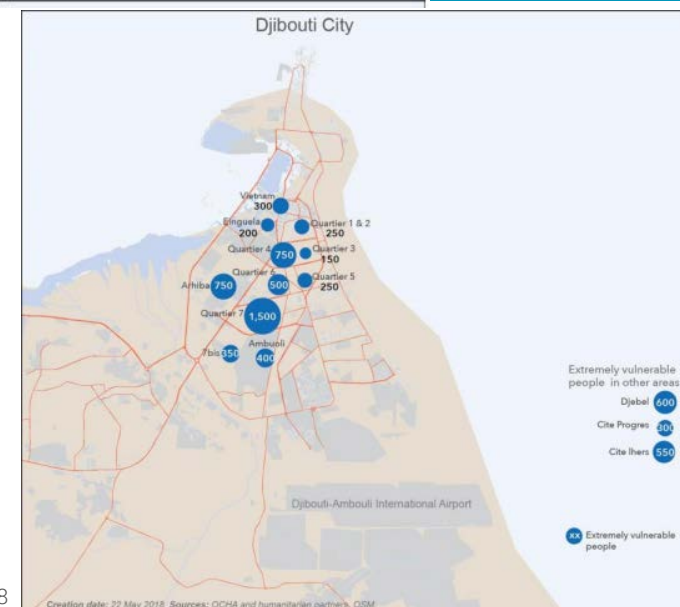 Djibouti City
Vietnam
300
Einguela
200
Quartier 1 & 2
250
Quartier 4
750
Quartier 3
150
Quartier 6
500
Quartier 5
250
Arhiba
750
Quartier 7
1,500
Ambuoli
400
7bis
350
Extremely vulnerable
people in other areas
Djebel
600
Cite Progres
300
Cite Ihers
550
Djibouti-Ambouli International Airport
xx
Extremely vulnerable
people
8
Creation date: 22 May 2018 Sources: OCHA and humanitarian partners, OSM